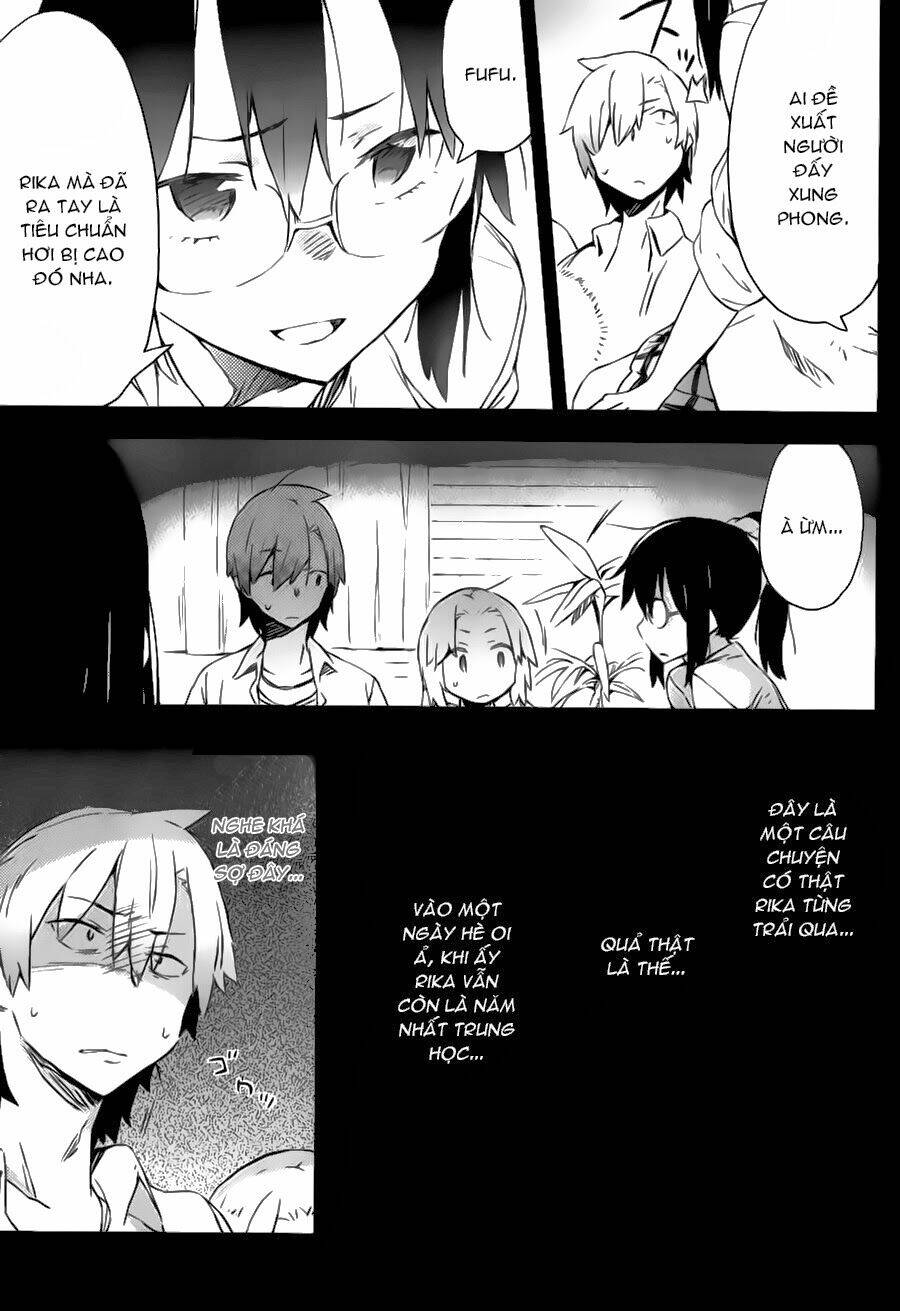 AI ĐỀ
XUẤT
NGƯỜI
ĐẤY
XUNG
PHONG.
FUFU.
RIKA MÀ ĐÃ
RA TAY LÀ
TIÊU CHUẨN
HƠI BỊ CAO
ĐÓ NHA.
À ỪM...
ĐÂY LÀ
MỘT CÂU
CHUYỆN
CÓ THẬT
RIKA TỪNG
TRẢI QUA...
QUẢ THẬT
LÀ THẾ...
VÀO MỘT
NGÀY HÈ OI
Ả, KHI ẤY
RIKA VẪN
CÒN LÀ NĂM
NHẤT TRUNG
HỌC...
NGHE KHÁ
LÀ ĐÁNG
SỢ ĐÂY...
ゴクッ